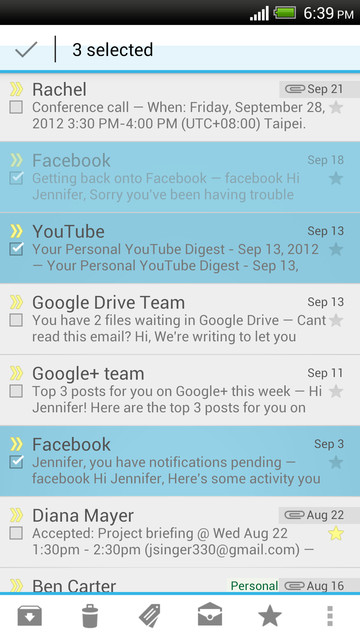 6:39 PM
3 selected
Rachel Sep 21
Conference call — When: Friday, September 28,
2012 3:30 PM-4:00 PM (UTC+08:00) Taipei.
Facebook Sep 18
Getting back onto Facebook — facebook Hi
Jennifer, Sorry you've been having trouble
YouTube Sep 13
Your Personal YouTube Digest - Sep 13, 2012
— Your Personal YouTube Digest - Sep 13,
Google Drive Team Sep 13
You have 2 files waiting in Google Drive — Cant
read this email? Hi, We're writing to let you
Google+ team Sep 11
Top 3 posts for you on Google+ this week — Hi
Jennifer! Here are the top 3 posts for you on
Facebook Sep 3
Jennifer, you have notifications pending —
facebook Hi Jennifer, Here's some activity you
Diana Mayer Aug 22
Accepted: Project briefing @ Wed Aug 22
1:30pm - 2:30pm (jsinger330@gmail.com) —
Ben Carter Personal Aug 16